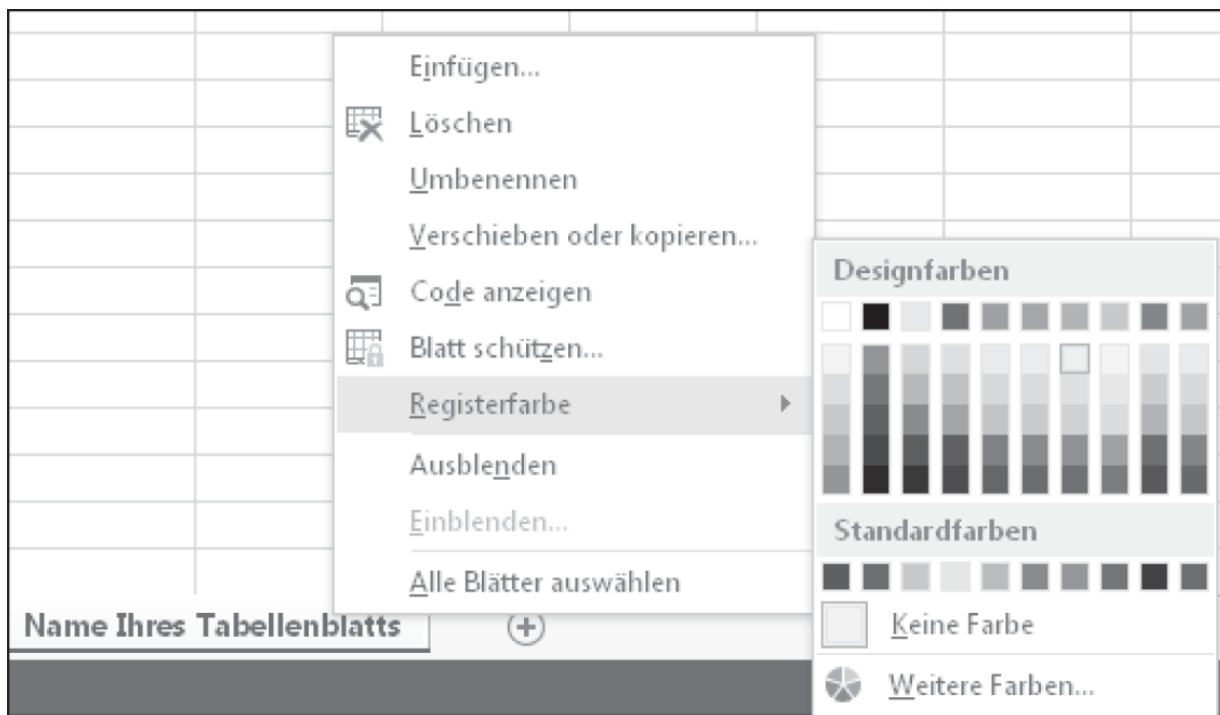 Einfügen...
Löschen
Umbenennen
Verschieben oder kopieren...
Code anzeigen
Blatt schützen...
Registerfarbe
Ausblenden
Einblenden...
Alle Blätter auswählen
Designfarben
Standardfarben
Keine Farbe
Weitere Farben...
Name Ihres Tabellenblatts